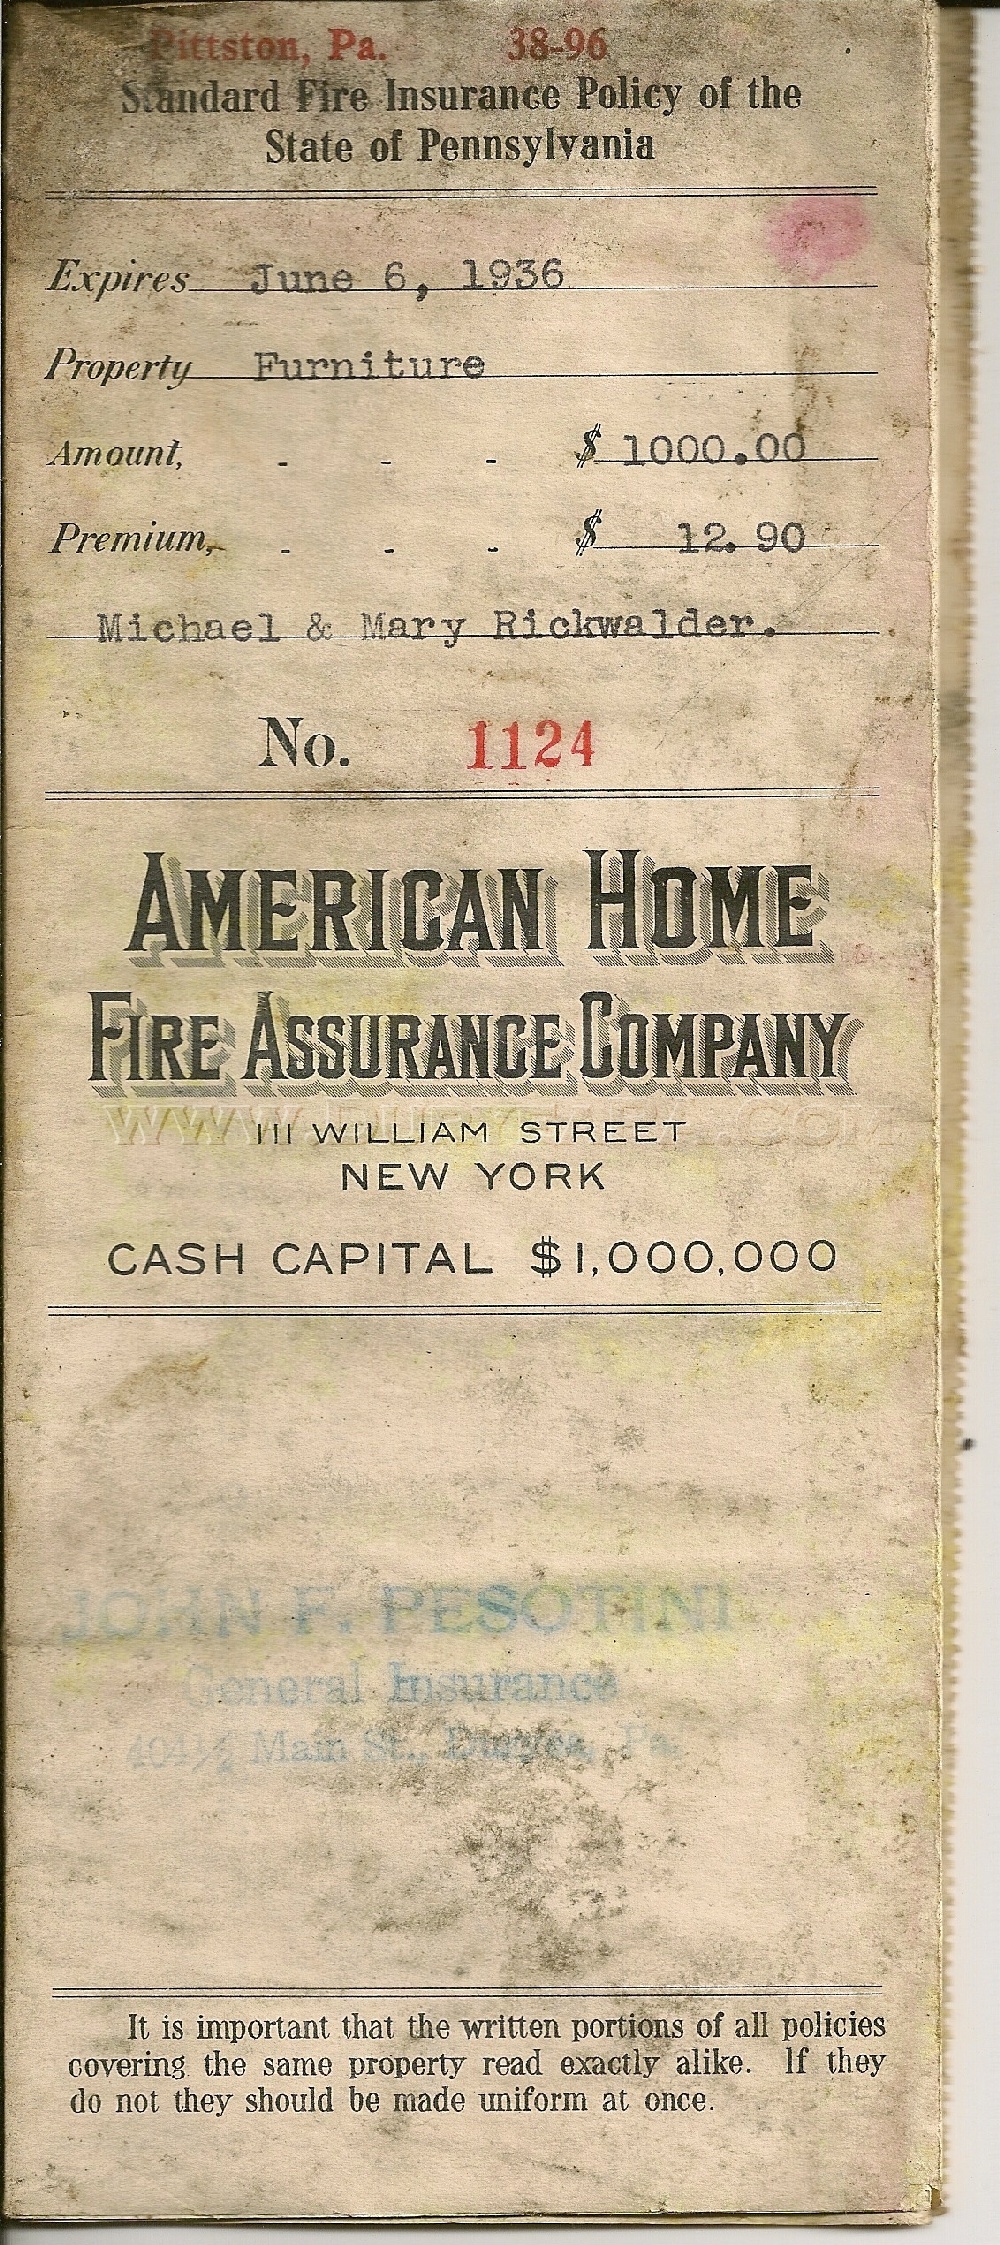 Pittston, Pa. 38-96
Standard Fire Insurance Policy of the
State of Pennsylvania
Expires June 6, 1936
Property Furniture
Amount, - - - $ 1000.00
Premium, - - - $ 12.90
Michael & Mary Rickwalder.
No. 1124
AMERICAN HOME
FIRE ASSURANCE COMPANY
111 WILLIAM STREET
NEW YORK
CASH CAPITAL $1,000,000
JOHN F. PESOTINI
General Insurance
Main St., Pa.
It is important that the written portions of all policies
covering the same property read exactly alike. If they
do not they should be made uniform at once.